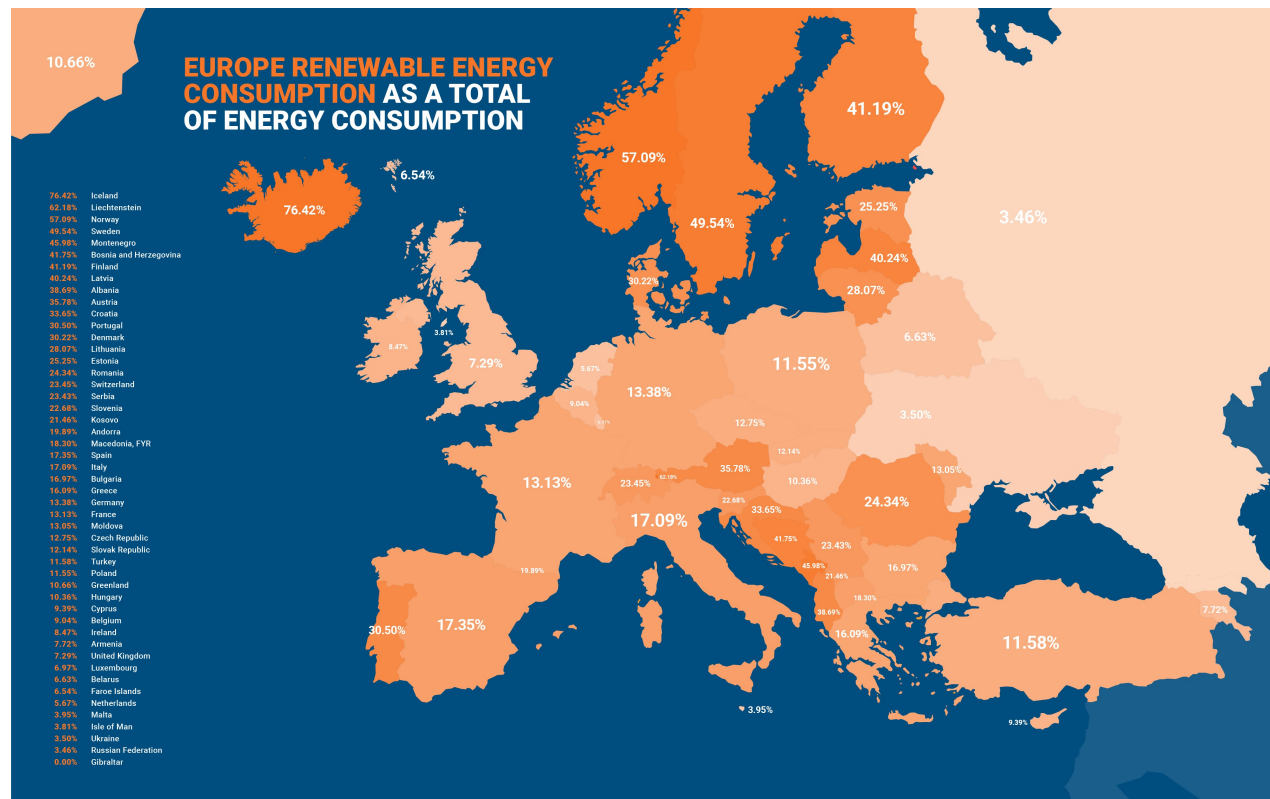 10.66%
EUROPE RENEWABLE ENERGY
CONSUMPTION AS A TOTAL
OF ENERGY CONSUMPTION
76.42% Iceland
62.18% Liechtenstein
57.09% Norway
49.54% Sweden
45.98% Montenegro
41.75% Bosnia and Herzegovina
41.19% Finland
40.24% Latvia
38.69% Albania
35.78% Austria
33.65% Croatia
30.50% Portugal
30.22% Denmark
28.07% Lithuania
25.25% Estonia
24.34% Romania
23.45% Switzerland
23.43% Serbia
22.68% Slovenia
21.46% Kosovo
19.89% Andorra
18.30% Macedonia, FYR
17.35% Spain
17.09% Italy
16.97% Bulgaria
16.09% Greece
13.38% Germany
13.13% France
13.05% Moldova
12.75% Czech Republic
12.14% Slovak Republic
11.58% Turkey
11.55% Poland
10.66% Greenland
10.36% Hungary
9.39% Cyprus
9.04% Belgium
8.47% Ireland
7.72% Armenia
7.29% United Kingdom
6.97% Luxembourg
6.63% Belarus
6.54% Faroe Islands
5.67% Netherlands
3.95% Malta
3.81% Isle of Man
3.50% Ukraine
3.46% Russian Federation
0.00% Gibraltar
41.19%
57.09%
6.54%
76.42%
25.25%
3.46%
49.54%
40.24%
30.22%
28.07%
3.81%
6.63%
8.47%
7.29%
11.55%
5.67%
13.38%
9.04%
3.50%
12.75%
12.14%
35.78%
13.05%
62.18%
23.45%
13.13%
10.36%
22.68%
24.34%
33.65%
17.09%
41.75%
23.43%
45.98%
16.97%
19.89%
21.46%
18.30%
7.72%
38.69%
17.35%
30.50%
16.09%
11.58%
3.95%
9.39%